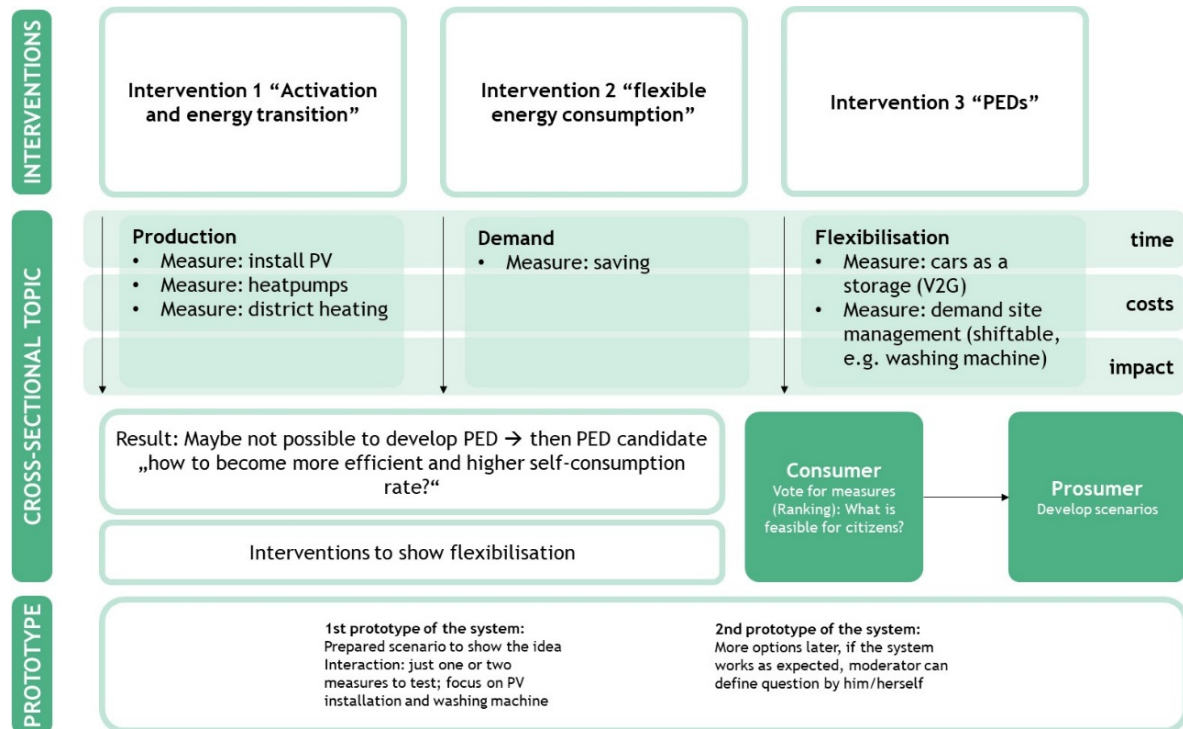 INTERVENTIONS
Intervention 1 “Activation
and energy transition”
Intervention 2 “flexible
energy consumption”
Intervention 3 “PEDs”
CROSS-SECTIONAL TOPIC
Production
• Measure: install PV
• Measure: heatpumps
• Measure: district heating
Demand
• Measure: saving
Flexibilisation
• Measure: cars as a
storage (V2G)
• Measure: demand site
management (shiftable,
e.g. washing machine)
time
costs
impact
Result: Maybe not possible to develop PED → then PED candidate
„how to become more efficient and higher self-consumption
rate?“
Interventions to show flexibilisation
Consumer
Vote for measures
(Ranking): What is
feasible for citizens?
Prosumer
Develop scenarios
PROTOTYPE
1st prototype of the system:
Prepared scenario to show the idea
Interaction: just one or two
measures to test; focus on PV
installation and washing machine
2nd prototype of the system:
More options later, if the system
works as expected, moderator can
define question by him/herself